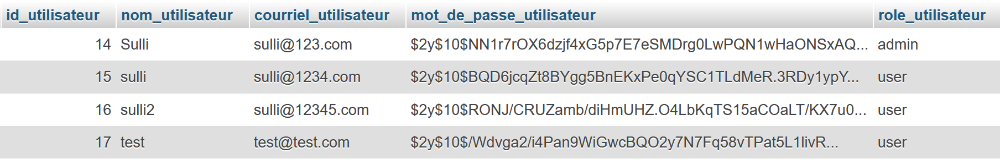 id_utilisateur nom_utilisateur courriel_utilisateur mot_de_passe_utilisateur role_utilisateur
14 Sulli sulli@123.com $2y$10$NN1r7rOX6dzjf4xG5p7E7eSMDrg0LwPQN1wHaONSxAQ... admin
15 sulli sulli@1234.com $2y$10$BQD6jcqZt8BYgg5BnEKxPe0qYSC1TLdMeR.3RDy1ypY... user
16 sulli2 sulli@12345.com $2y$10$RONJ/CRUZamb/diHmUHZ.O4LbKqTS15aCOaLT/KX7u0... user
17 test test@test.com $2y$10$/Wdvga2/i4Pan9WiGwcBQO2y7N7Fq58vTPat5L1livR... user